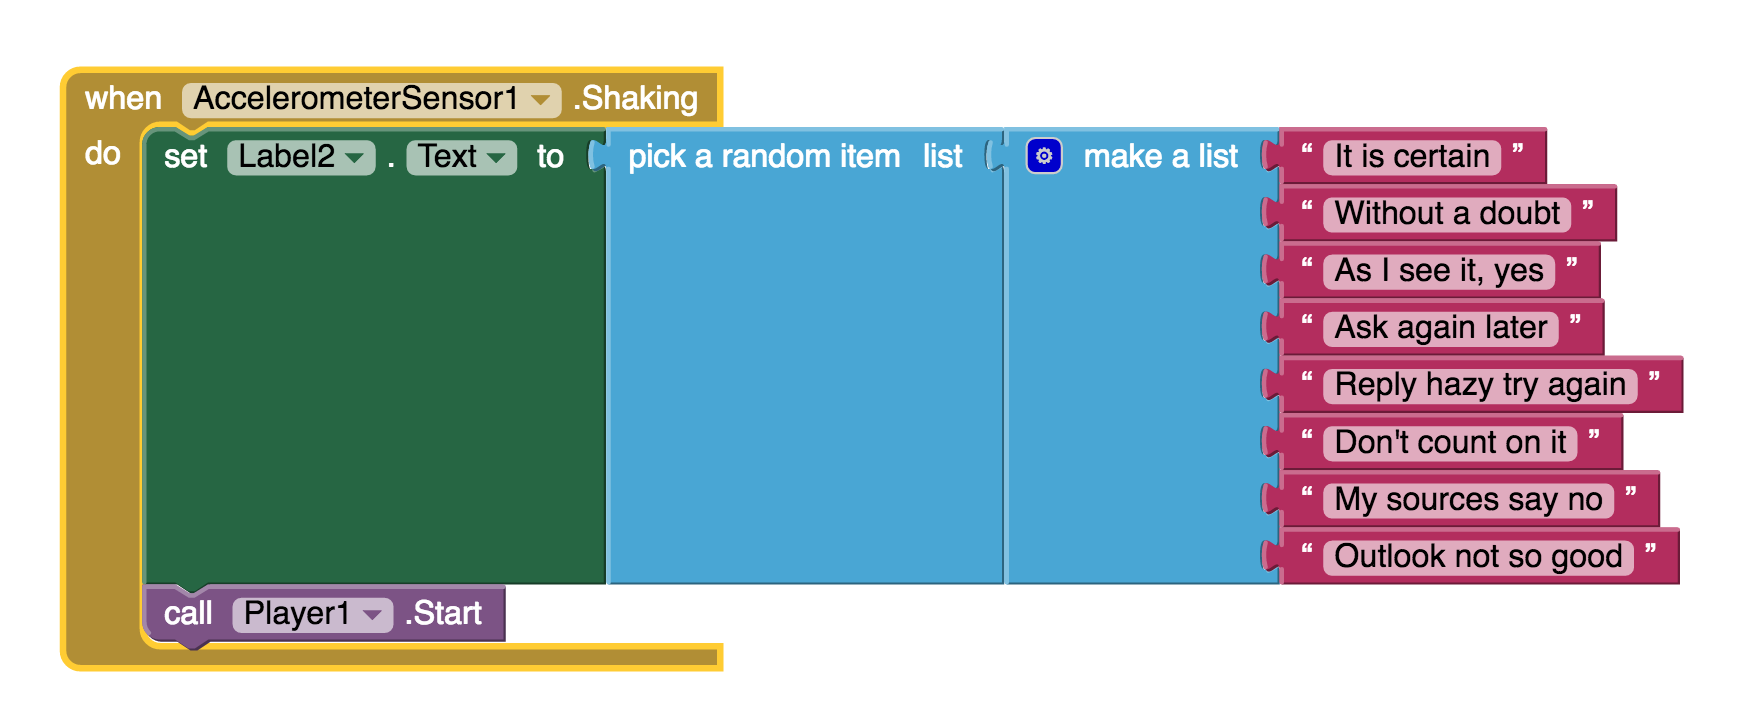 when AccelerometerSensor1 .Shaking
do set Label2 . Text to pick a random item list make a list “ It is certain ”
“ Without a doubt ”
“ As I see it, yes ”
“ Ask again later ”
“ Reply hazy try again ”
“ Don't count on it ”
“ My sources say no ”
“ Outlook not so good ”
call Player1 .Start